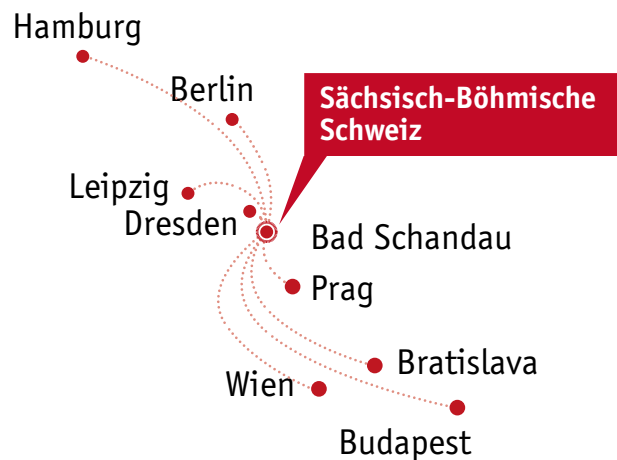 Hamburg
Berlin
Sächsisch-Böhmische
Schweiz
Leipzig
Dresden
Bad Schandau
Prag
Bratislava
Wien
Budapest